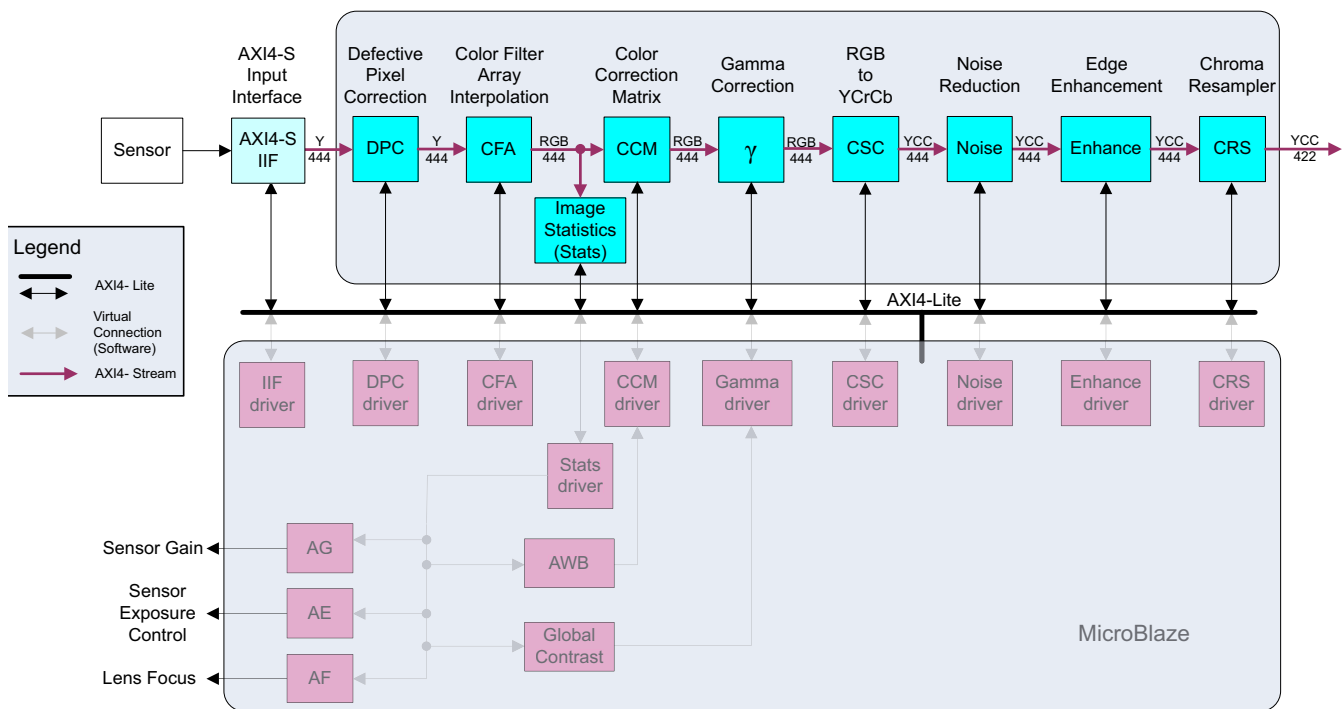 AXI4-S
Input
Interface
Defective
Pixel
Correction
Color Filter
Array
Interpolation
Color
Correction
Matrix
Gamma
Correction
RGB
to
YCrCb
Noise
Reduction
Edge
Enhancement
Chroma
Resampler
Sensor
AXI4-S
IIF
Y
444
DPC
Y
444
CFA
RGB
444
CCM
RGB
444
γ
RGB
444
CSC
YCC
444
Noise
YCC
444
Enhance
YCC
444
CRS
YCC
422
Image
Statistics
(Stats)
Legend
AXI4- Lite
Virtual
Connection
(Software)
AXI4- Stream
AXI4-Lite
IIF
driver
DPC
driver
CFA
driver
CCM
driver
Gamma
driver
CSC
driver
Noise
driver
Enhance
driver
CRS
driver
Stats
driver
Sensor Gain
AG
AWB
Sensor
Exposure
Control
AE
Global
Contrast
MicroBlaze
Lens Focus
AF